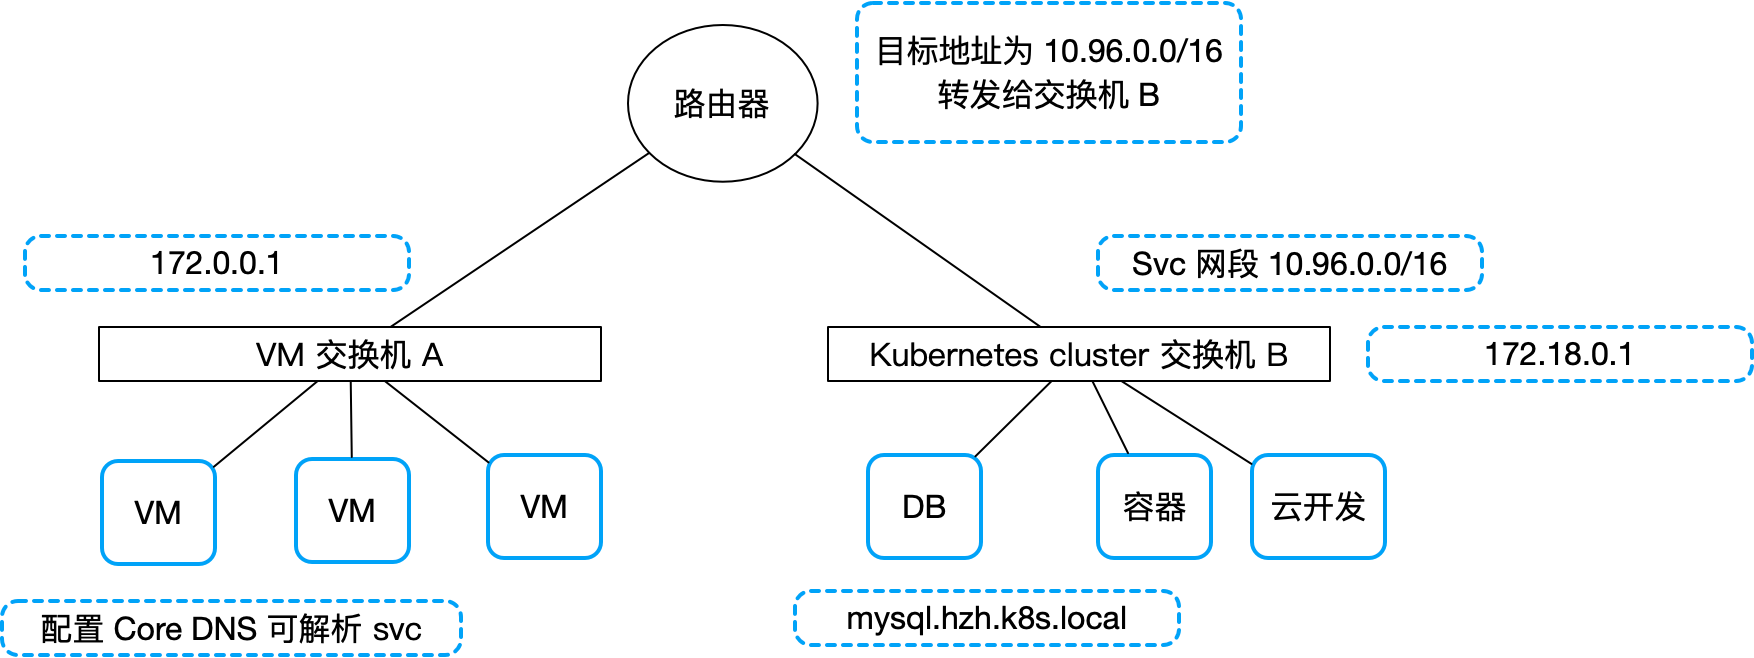 目标地址为 10.96.0.0/16
转发给交换机 B
路由器
172.0.0.1
Svc 网段 10.96.0.0/16
VM 交换机 A
Kubernetes cluster 交换机 B
172.18.0.1
VM
VM
VM
DB
容器
云开发
配置 Core DNS 可解析 svc
mysql.hzh.k8s.local